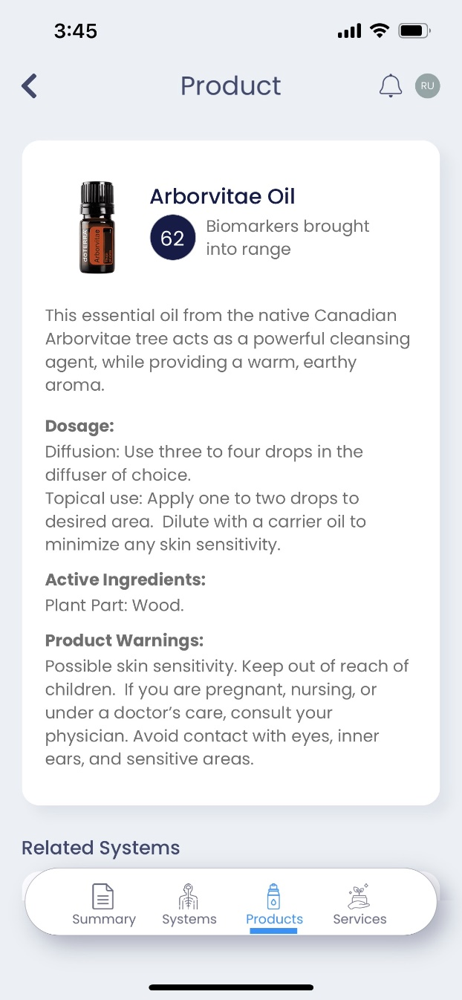 3:45
Product
RU
Arborvitae Oil
62
Biomarkers brought
into range
dōTERRA
Arborvitae
This essential oil from the native Canadian
Arborvitae tree acts as a powerful cleansing
agent, while providing a warm, earthy
aroma.
Dosage:
Diffusion: Use three to four drops in the
diffuser of choice.
Topical use: Apply one to two drops to
desired area.  Dilute with a carrier oil to
minimize any skin sensitivity.
Active Ingredients:
Plant Part: Wood.
Product Warnings:
Possible skin sensitivity. Keep out of reach of
children.  If you are pregnant, nursing, or
under a doctor’s care, consult your
physician. Avoid contact with eyes, inner
ears, and sensitive areas.
Related Systems
Summary
Systems
Products
Services